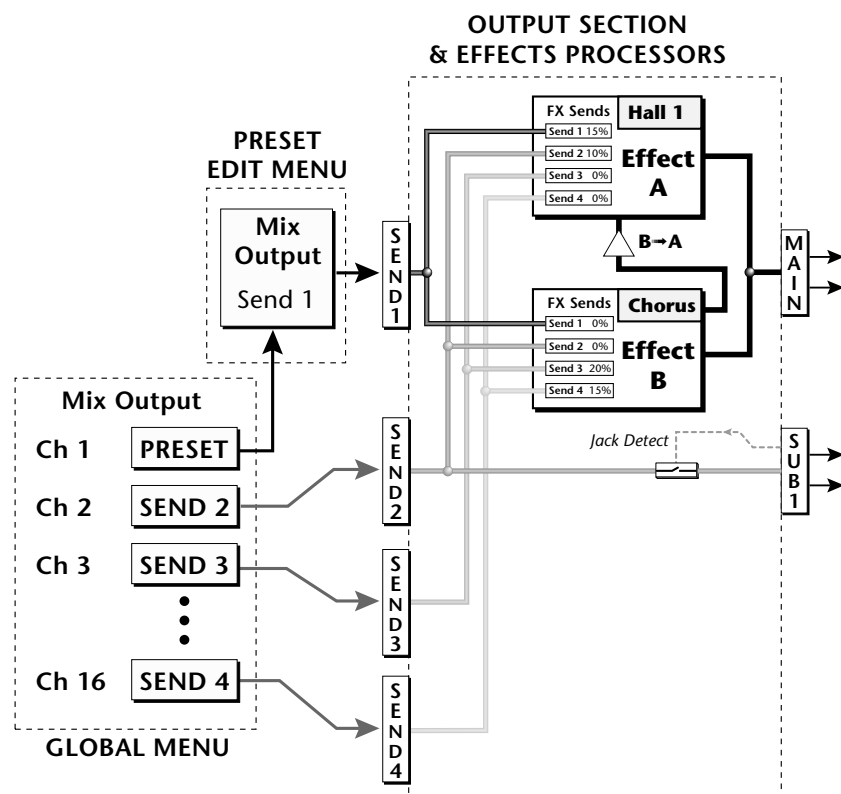 OUTPUT SECTION
& EFFECTS PROCESSORS
PRESET
EDIT MENU
Mix
Output
Send 1
FX Sends
Hall 1
Send 1 15%
Send 2 10%
Send 3 0%
Send 4 0%
Effect
A
B→A
FX Sends
Chorus
Send 1 0%
Send 2 0%
Send 3 20%
Send 4 15%
Effect
B
SEND1
MAIN
Mix Output
Ch 1 PRESET
Ch 2 SEND 2
Ch 3 SEND 3
Ch 16 SEND 4
GLOBAL MENU
SEND2
Jack Detect
SUB1
SEND3
SEND4